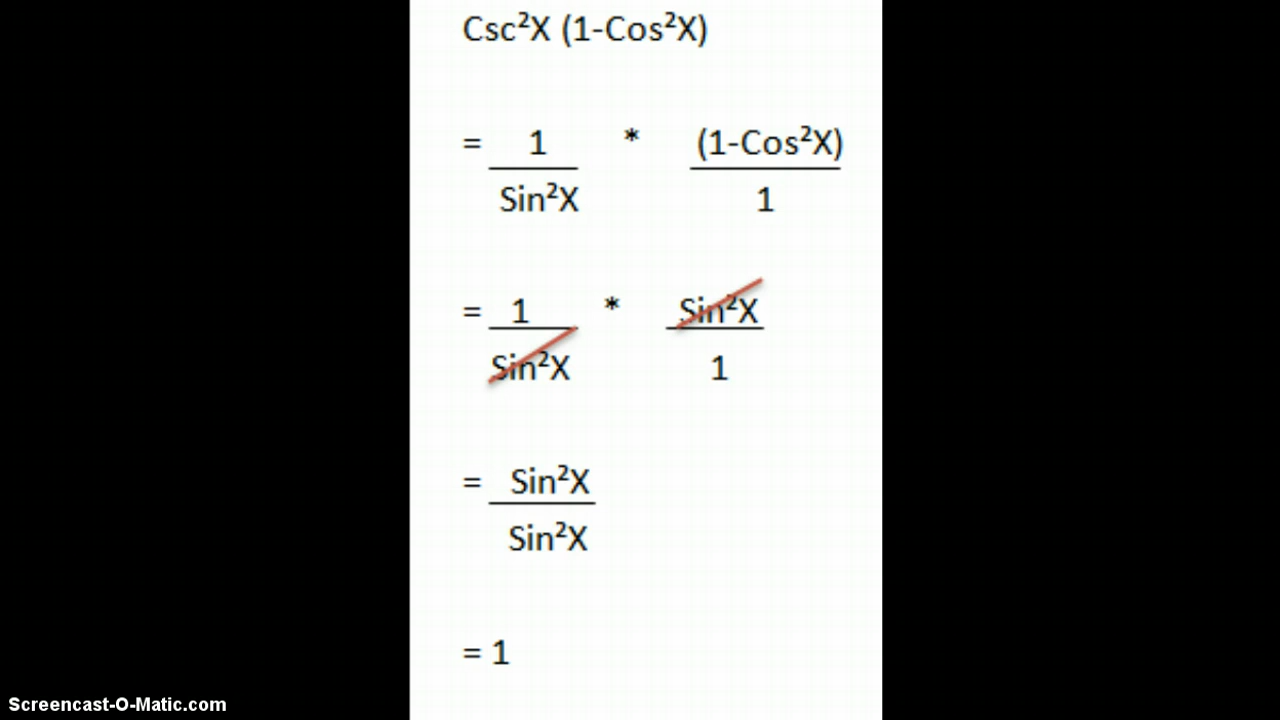 Csc²X (1-Cos²X)
= 1 * (1-Cos²X)
Sin²X 1
= 1 * Sin²X
Sin²X 1
= Sin²X
Sin²X
= 1
Screencast-O-Matic.com